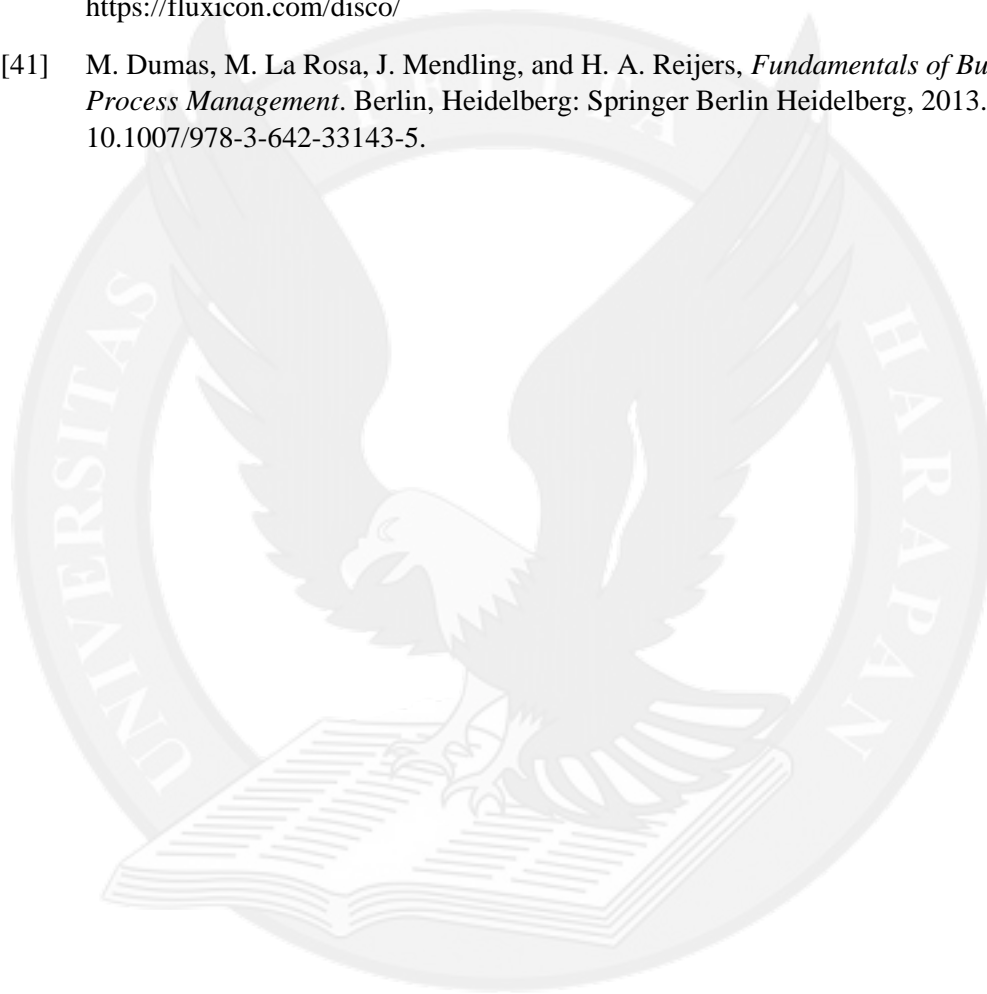 https://fluxicon.com/disco/
[41] M. Dumas, M. La Rosa, J. Mendling, and H. A. Reijers, Fundamentals of Bu
Process Management. Berlin, Heidelberg: Springer Berlin Heidelberg, 2013.
10.1007/978-3-642-33143-5.
UNIVERSITAS
HARAPAN